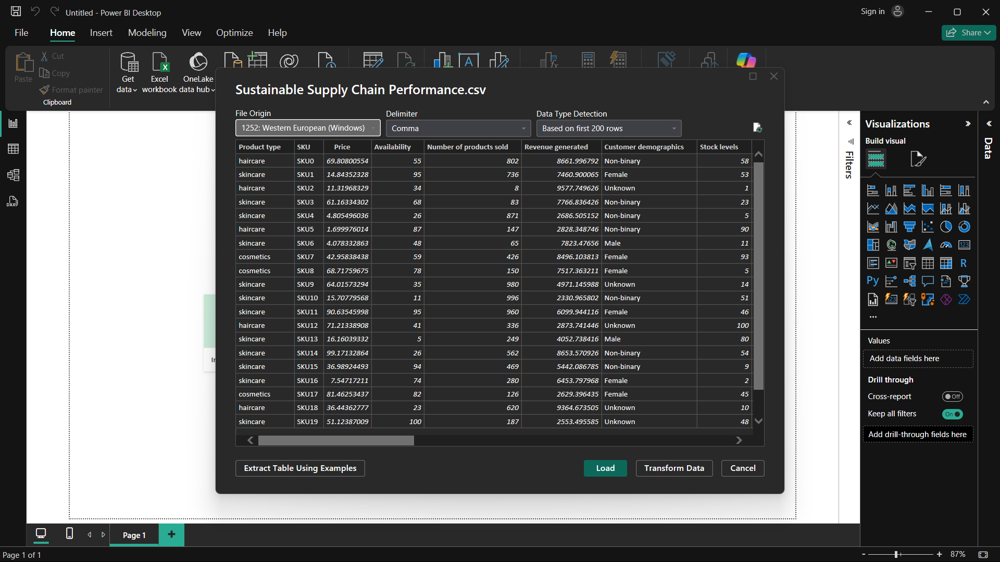 Untitled - Power BI Desktop
Sign in
File Home Insert Modeling View Optimize Help
Share
Paste
Cut
Copy
Format painter
Clipboard
Get data
Excel workbook
OneLake data hub
Sustainable Supply Chain Performance.csv
File Origin Delimiter Data Type Detection
1252: Western European (Windows) Comma Based on first 200 rows
Product type SKU Price Availability Number of products sold Revenue generated Customer demographics Stock levels
haircare SKU0 69.80800554 55 802 8661.996792 Non-binary 58
skincare SKU1 14.84352328 95 736 7460.900065 Female 53
haircare SKU2 11.31968329 34 8 9577.749626 Unknown 1
skincare SKU3 61.16334302 68 83 7766.836426 Non-binary 23
skincare SKU4 4.805496036 26 871 2686.505152 Non-binary 5
haircare SKU5 1.699976014 87 147 2828.348746 Non-binary 90
skincare SKU6 4.078332863 48 65 7823.47656 Male 11
cosmetics SKU7 42.95838438 59 426 8496.103813 Female 93
cosmetics SKU8 68.71759675 78 150 7517.363211 Female 5
skincare SKU9 64.01573294 35 980 4971.145988 Unknown 14
skincare SKU10 15.70779568 11 996 2330.965802 Non-binary 51
skincare SKU11 90.63545998 95 960 6099.944116 Female 46
haircare SKU12 71.21338908 41 336 2873.741446 Unknown 100
skincare SKU13 16.16039332 5 249 4052.738416 Male 80
skincare SKU14 99.17132864 26 562 8653.570926 Non-binary 54
skincare SKU15 36.98924493 94 469 5442.086785 Non-binary 9
skincare SKU16 7.54717211 74 280 6453.797968 Female 2
cosmetics SKU17 81.46253437 82 126 2629.396435 Female 45
haircare SKU18 36.44362777 23 620 9364.673505 Unknown 10
skincare SKU19 51.12387009 100 187 2553.495585 Unknown 48
Extract Table Using Examples Load Transform Data Cancel
Filters
Visualizations
Build visual
123
R
Py
123
Values
Add data fields here
Drill through
Cross-report Off
Keep all filters On
Add drill-through fields here
Data
DAX
Page 1
Page 1 of 1
- + 87%